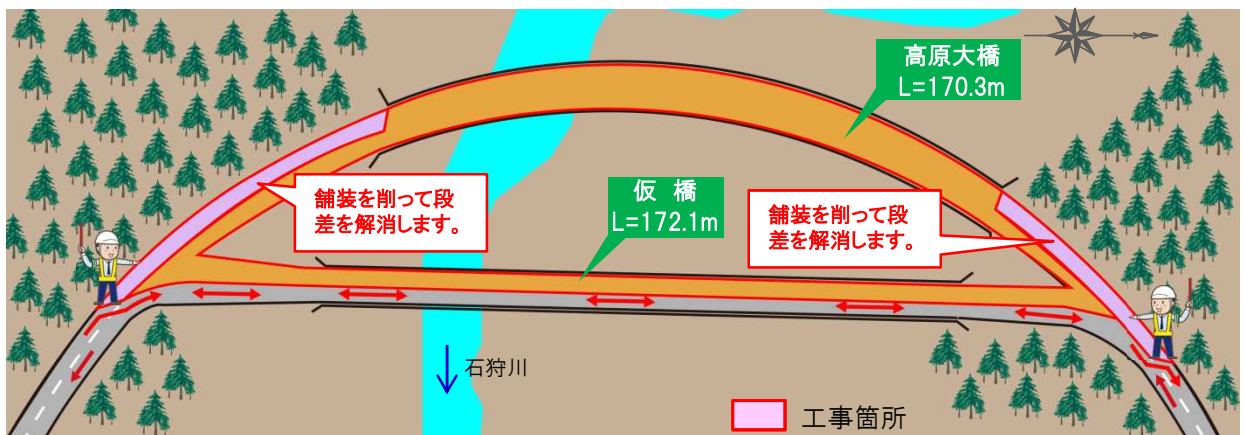 高原大橋
L=170.3m
仮 橋
L=172.1m
舗装を削って段
差を解消します。
舗装を削って段
差を解消します。
石狩川
工事箇所